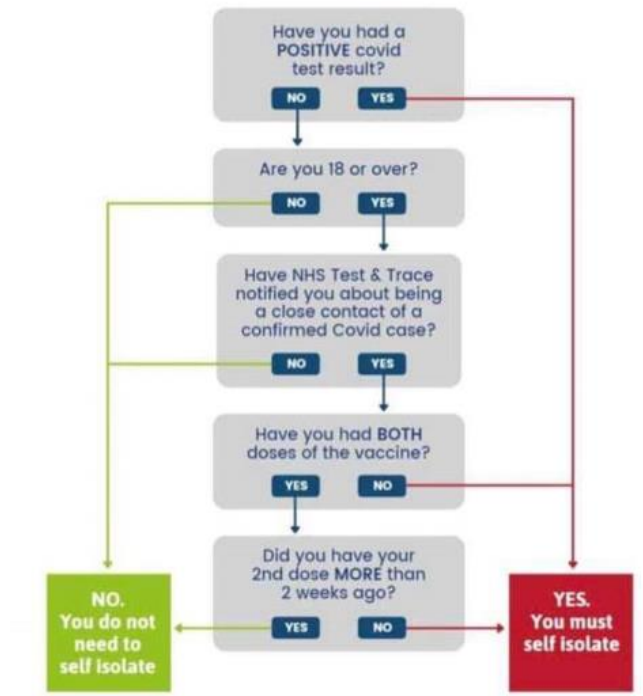 Have you had a
POSITIVE covid
test result?
NO YES
Are you 18 or over?
NO YES
Have NHS Test & Trace
notified you about being
a close contact of a
confirmed Covid case?
NO YES
Have you had BOTH
doses of the vaccine?
YES NO
Did you have your
2nd dose MORE than
2 weeks ago?
YES NO
NO.
You do not
need to
self isolate
YES.
You must
self isolate